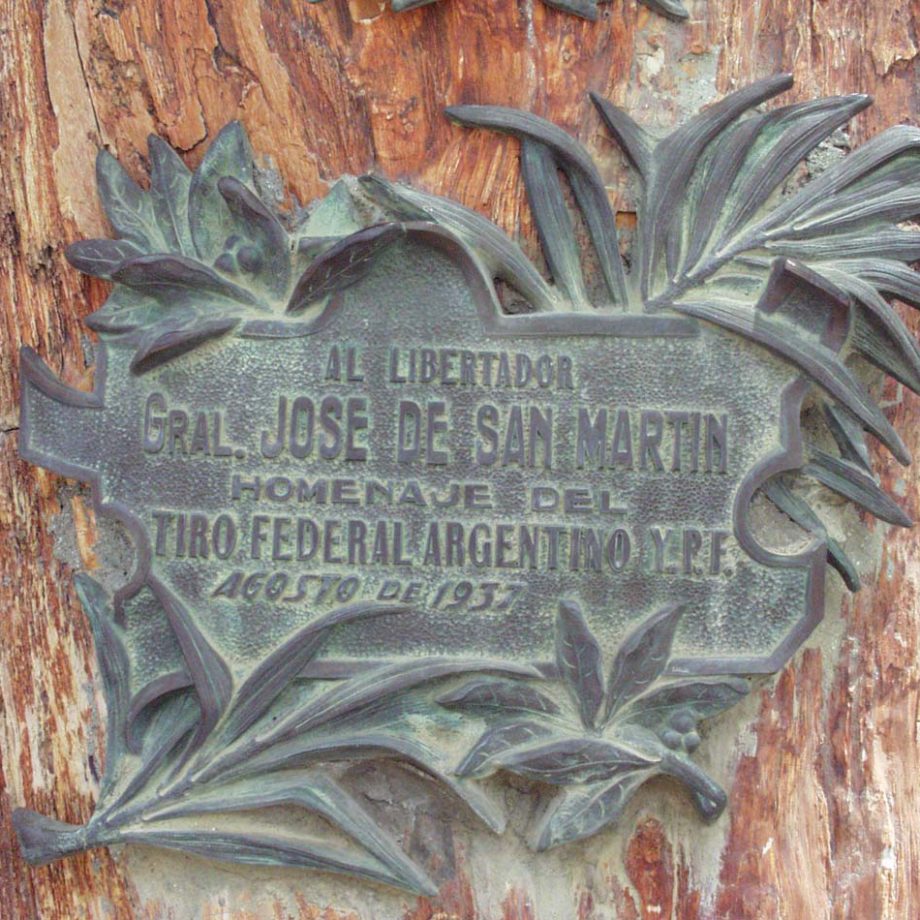 AL LIBERTADOR
GRAL. JOSE DE SAN MARTIN
HOMENAJE DEL
TIRO FEDERAL ARGENTINO Y.P.F.
AGOSTO DE 1937